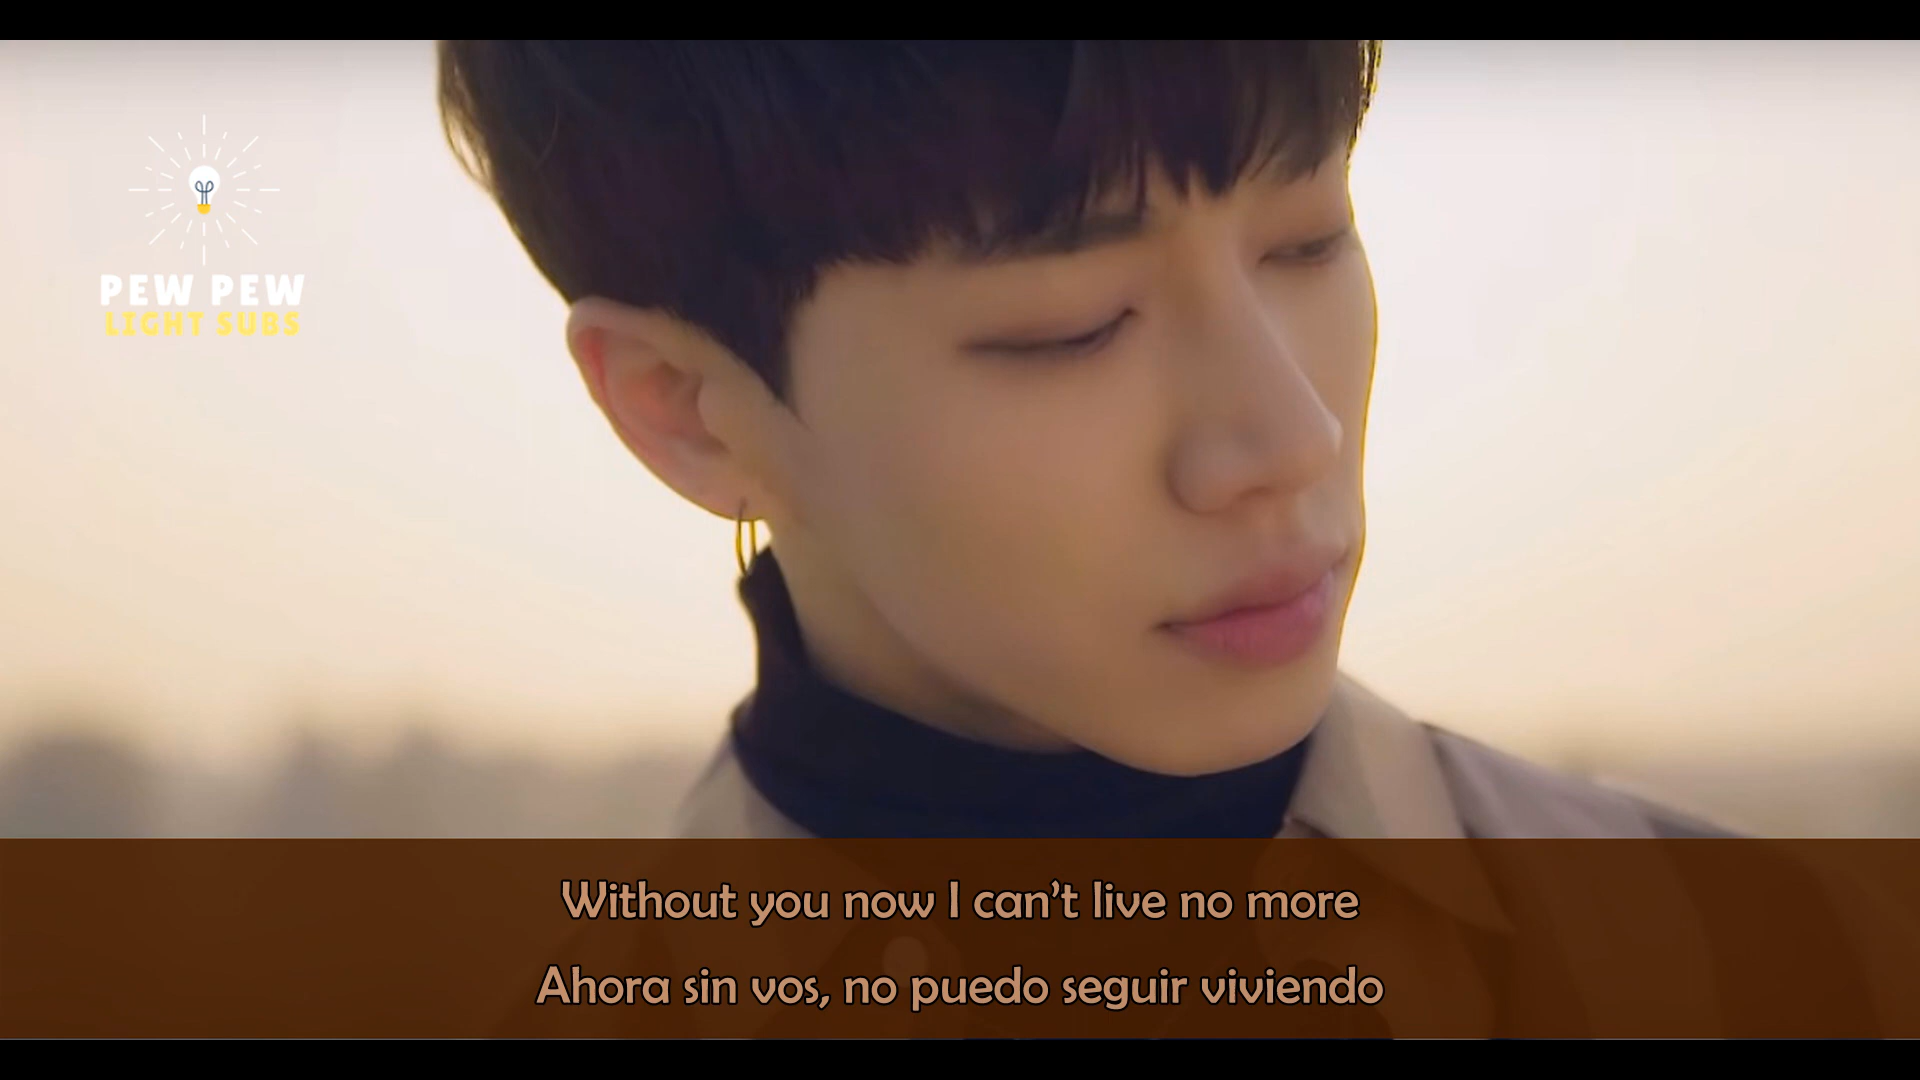 PEW PEW
LIGHT SUBS
Without you now I can't live no more
Ahora sin vos, no puedo seguir viviendo